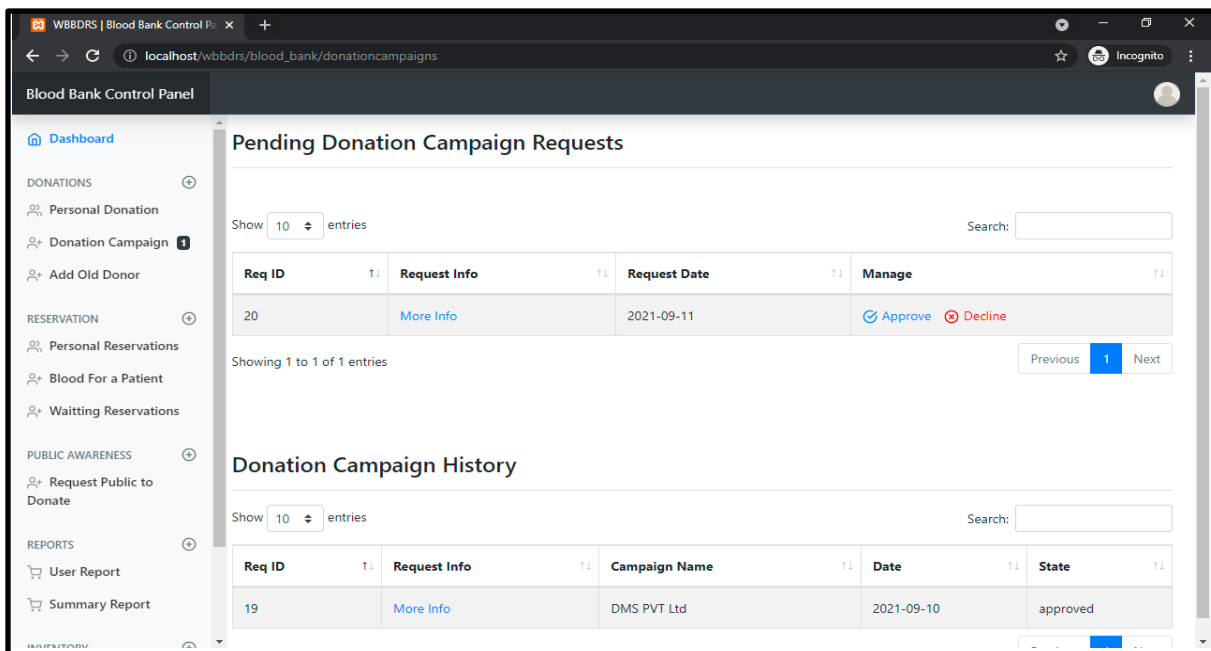 WBBDRS | Blood Bank Control Pa
localhost/wbbdrs/blood_bank/donationcampaigns
Incognito
Blood Bank Control Panel
Dashboard
DONATIONS
Personal Donation
Donation Campaign 1
Add Old Donor
RESERVATION
Personal Reservations
Blood For a Patient
Waitting Reservations
PUBLIC AWARENESS
Request Public to
Donate
REPORTS
User Report
Summary Report
INVENTORY
Pending Donation Campaign Requests
Show 10 entries
Search:
Req ID Request Info Request Date Manage
20 More Info 2021-09-11 Approve Decline
Showing 1 to 1 of 1 entries
Previous 1 Next
Donation Campaign History
Show 10 entries
Search:
Req ID Request Info Campaign Name Date State
19 More Info DMS PVT Ltd 2021-09-10 approved